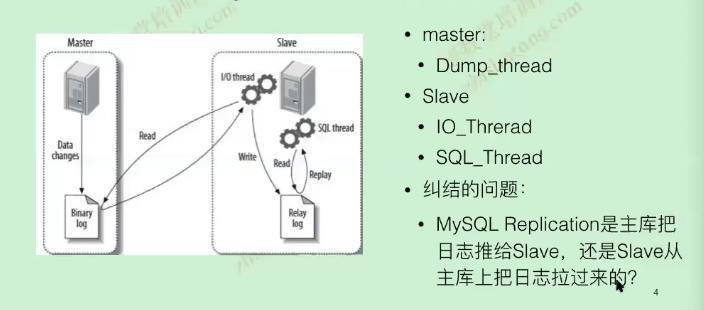 Master
Slave
I/O thread
SQL thread
Data
changes
Read
Write
Read
Replay
Binary
log
Relay
log
• master:
• Dump_thread
• Slave
• IO_Threrad
• SQL_Thread
• 纠结的问题：
• MySQL Replication是主库把
日志推给Slave，还是Slave从
主库上把日志拉过来的？
4